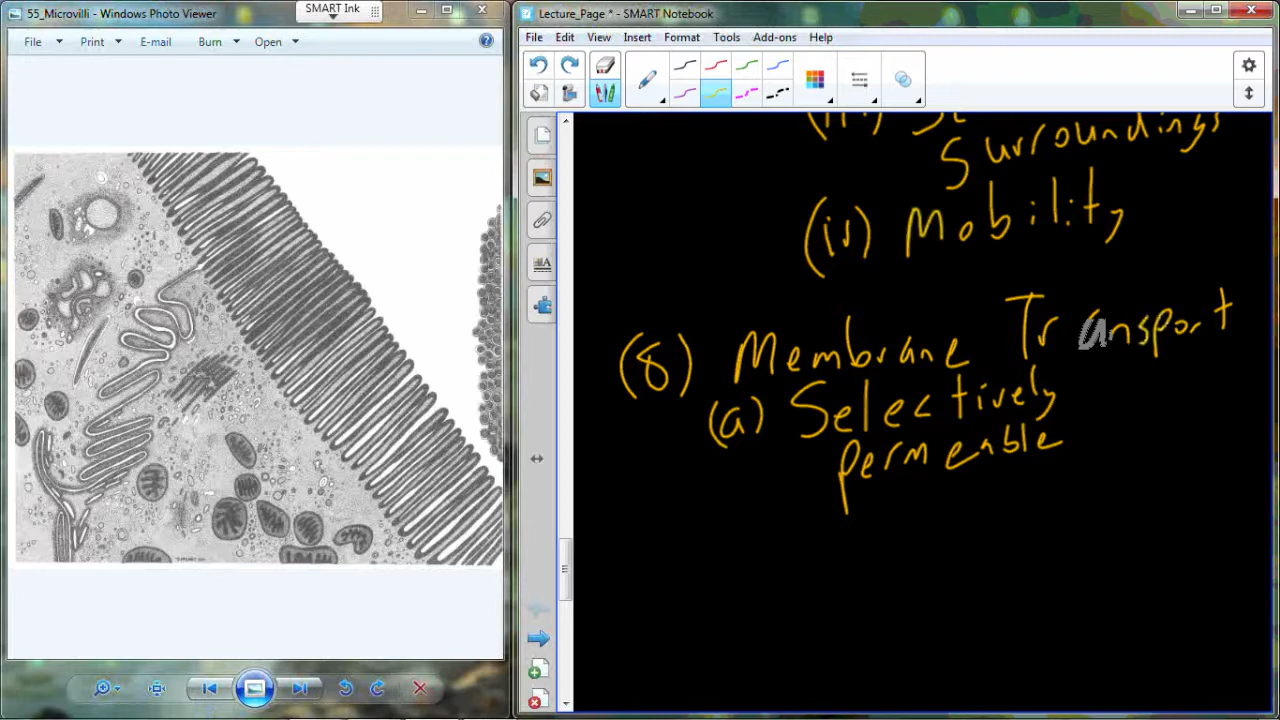 55_Microvilli - Windows Photo Viewer
SMART Ink
File Print E-mail Burn Open
Lecture_Page * - SMART Notebook
File Edit View Insert Format Tools Add-ons Help
Surroundings
(iv) Mobility
(8) Membrane Transport
(a) Selectively
permeable